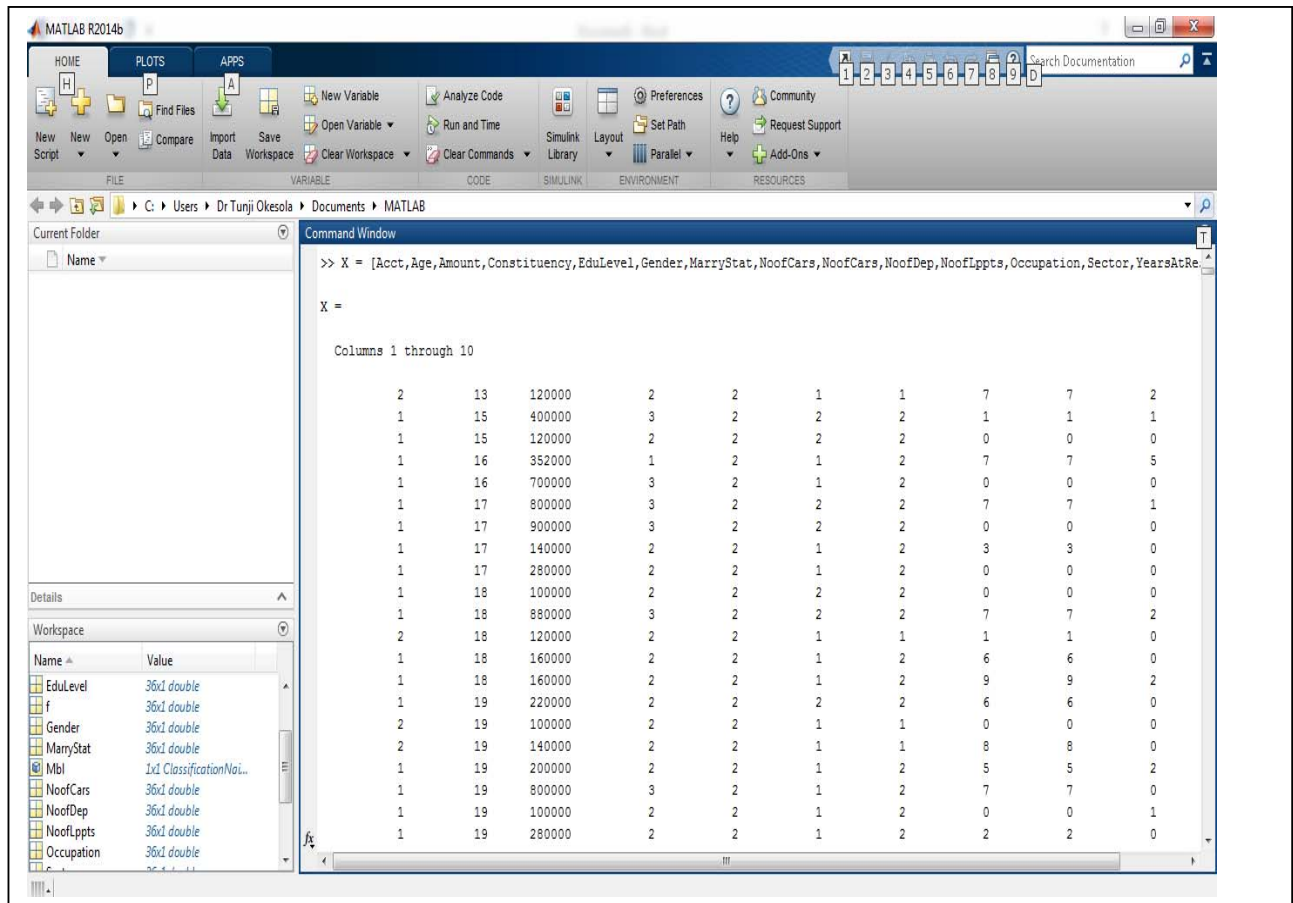 MATLAB R2014b
HOME PLOTS APPS
H P A
1 2 3 4 5 6 7 8 9 D
Search Documentation
New Script
New
Open
Find Files
Compare
Import Data
Save Workspace
New Variable
Open Variable
Clear Workspace
Analyze Code
Run and Time
Clear Commands
Simulink Library
Layout
Preferences
Set Path
Parallel
Help
Community
Request Support
Add-Ons
FILE VARIABLE CODE SIMULINK ENVIRONMENT RESOURCES
C: Users Dr Tunji Okesola Documents MATLAB
Current Folder
Name
Details
Workspace
Name Value
EduLevel 36x1 double
f 36x1 double
Gender 36x1 double
MarryStat 36x1 double
Mbl 1x1 ClassificationNai...
NoofCars 36x1 double
NoofDep 36x1 double
NoofLppts 36x1 double
Occupation 36x1 double
Command Window
T
>> X = [Acct,Age,Amount,Constituency,EduLevel,Gender,MarryStat,NoofCars,NoofCars,NoofDep,NoofLppts,Occupation,Sector,YearsAtRe
X =
Columns 1 through 10
2 13 120000 2 2 1 1 7 7 2
1 15 400000 3 2 2 2 1 1 1
1 15 120000 2 2 2 2 0 0 0
1 16 352000 1 2 1 2 7 7 5
1 16 700000 3 2 1 2 0 0 0
1 17 800000 3 2 2 2 7 7 1
1 17 900000 3 2 2 2 0 0 0
1 17 140000 2 2 1 2 3 3 0
1 17 280000 2 2 1 2 0 0 0
1 18 100000 2 2 2 2 0 0 0
1 18 880000 3 2 2 2 7 7 2
2 18 120000 2 2 1 1 1 1 0
1 18 160000 2 2 1 2 6 6 0
1 18 160000 2 2 1 2 9 9 2
1 19 220000 2 2 2 2 6 6 0
2 19 100000 2 2 1 1 0 0 0
2 19 140000 2 2 1 1 8 8 0
1 19 200000 2 2 1 2 5 5 2
1 19 800000 3 2 1 2 7 7 0
1 19 100000 2 2 1 2 0 0 1
1 19 280000 2 2 1 2 2 2 0
fx